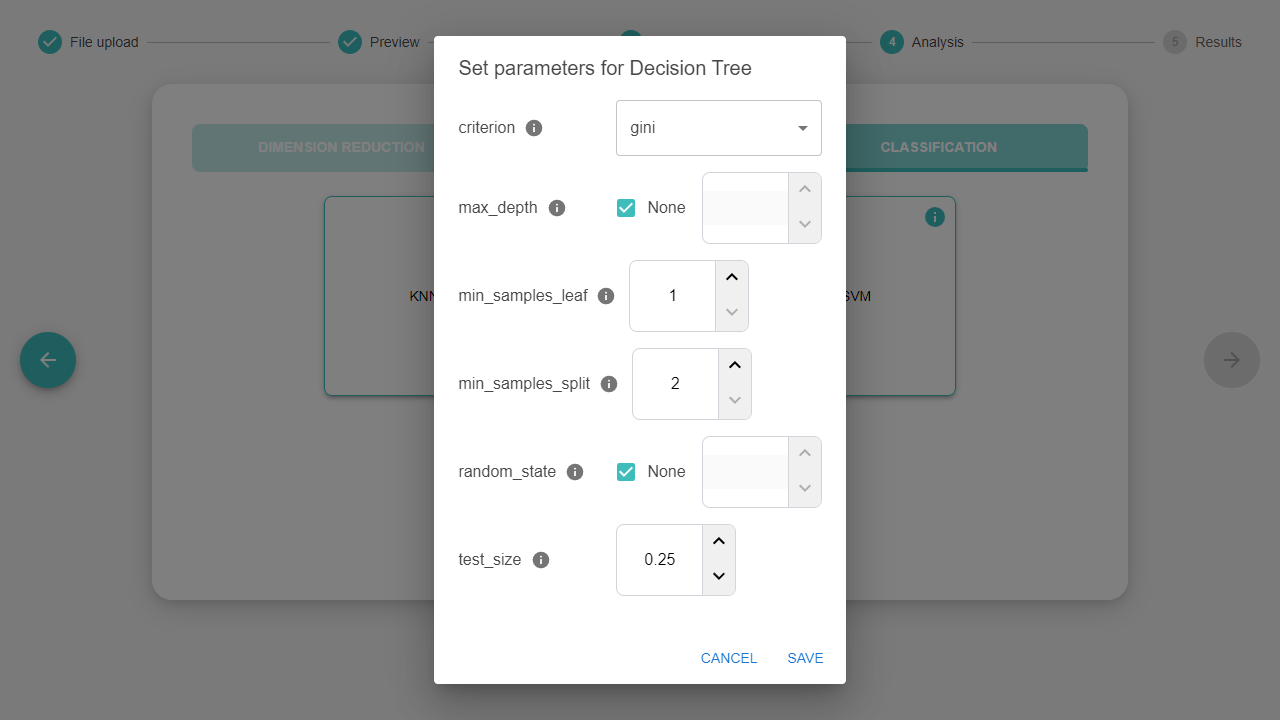 File upload
Preview
4 Analysis
5 Results
Set parameters for Decision Tree
DIMENSION REDUCTION
CLASSIFICATION
criterion
gini
max_depth
None
KNN
SVM
min_samples_leaf
1
min_samples_split
2
random_state
None
test_size
0.25
CANCEL
SAVE